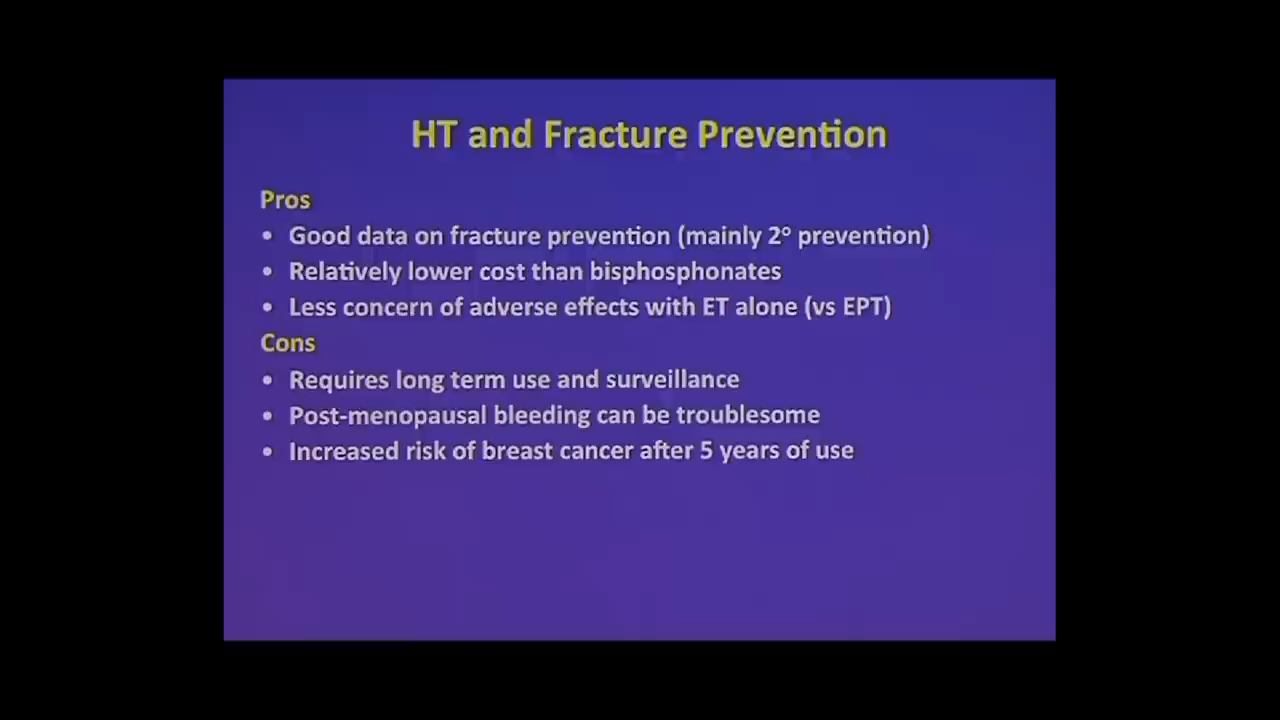 HT and Fracture Prevention
Pros
• Good data on fracture prevention (mainly 2º prevention)
• Relatively lower cost than bisphosphonates
• Less concern of adverse effects with ET alone (vs EPT)
Cons
• Requires long term use and surveillance
• Post-menopausal bleeding can be troublesome
• Increased risk of breast cancer after 5 years of use